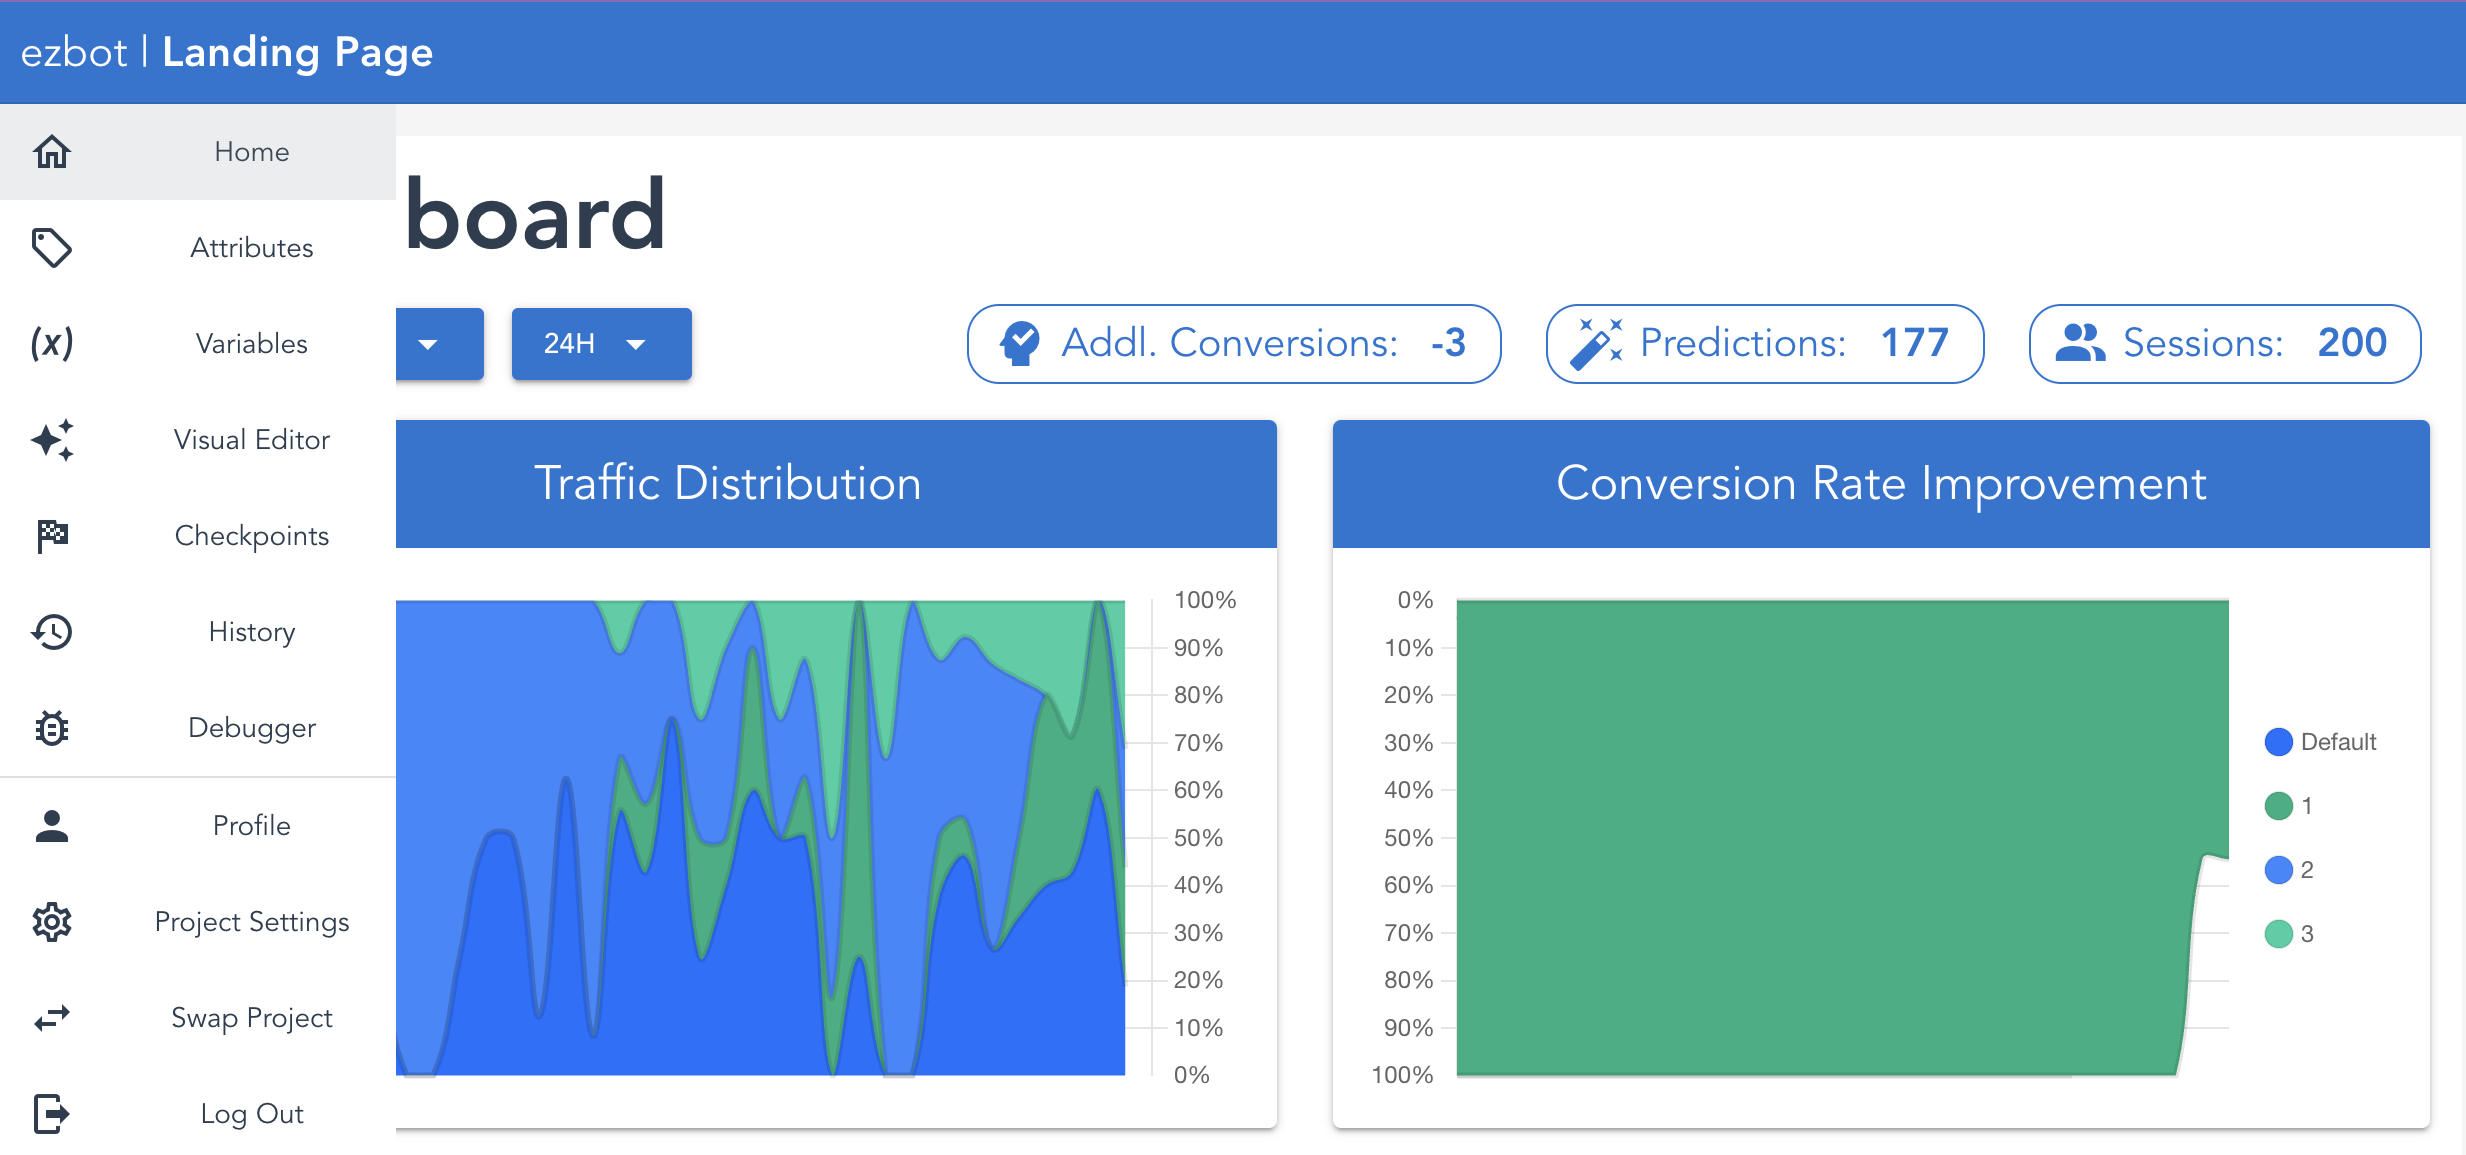 ezbot | Landing Page
Home
Attributes
(x) Variables
Visual Editor
Checkpoints
History
Debugger
Profile
Project Settings
Swap Project
Log Out
board
24H
Addl. Conversions: -3
Predictions: 177
Sessions: 200
Traffic Distribution
100%
90%
80%
70%
60%
50%
40%
30%
20%
10%
0%
Conversion Rate Improvement
0%
10%
20%
30%
40%
50%
60%
70%
80%
90%
100%
Default
1
2
3